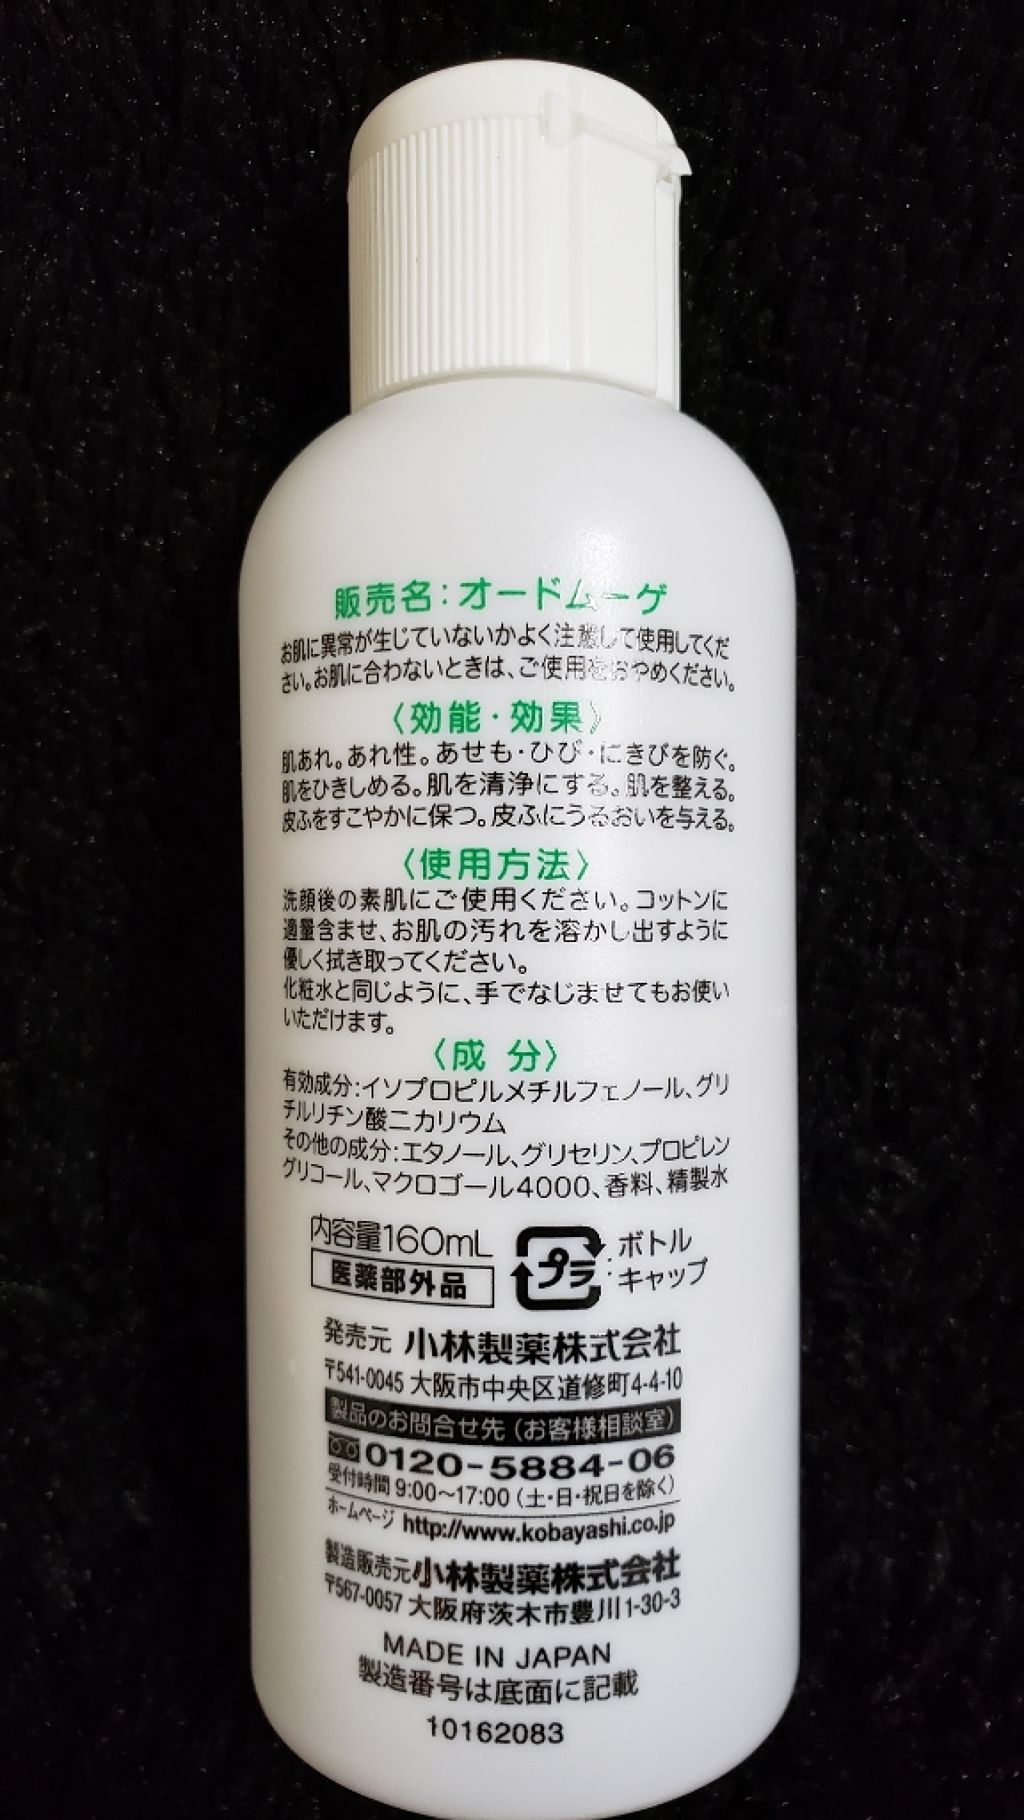 販売名:オードムーゲ
お肌に異常が生じていないかよく注意して使用してくだ
さい。お肌に合わないときは、ご使用をおやめください。
〈効能・効果〉
肌あれ。あれ性。あせも・ひび・にきびを防ぐ。
肌をひきしめる。肌を清浄にする。肌を整える。
皮ふをすこやかに保つ。皮ふにうるおいを与える。
〈使用方法〉
洗顔後の素肌にご使用ください。コットンに
適量含ませ、お肌の汚れを溶かし出すように
優しく拭き取ってください。
化粧水と同じように、手でなじませてもお使い
いただけます。
〈成 分〉
有効成分:イソプロピルメチルフェノール、グリ
チルリチン酸二カリウム
その他の成分:エタノール、グリセリン、プロピレン
グリコール、マクロゴール4000、香料、精製水
内容量160mL
医薬部外品
プラ
:ボトル
キャップ
発売元 小林製薬株式会社
〒541-0045 大阪市中央区道修町4-4-10
製品のお問合せ先(お客様相談室)
0120-5884-06
受付時間 9:00〜17:00(土・日・祝日を除く)
ホームページ http://www.kobayashi.co.jp
製造販売元 小林製薬株式会社
〒567-0057 大阪府茨木市豊川1-30-3
MADE IN JAPAN
製造番号は底面に記載
10162083